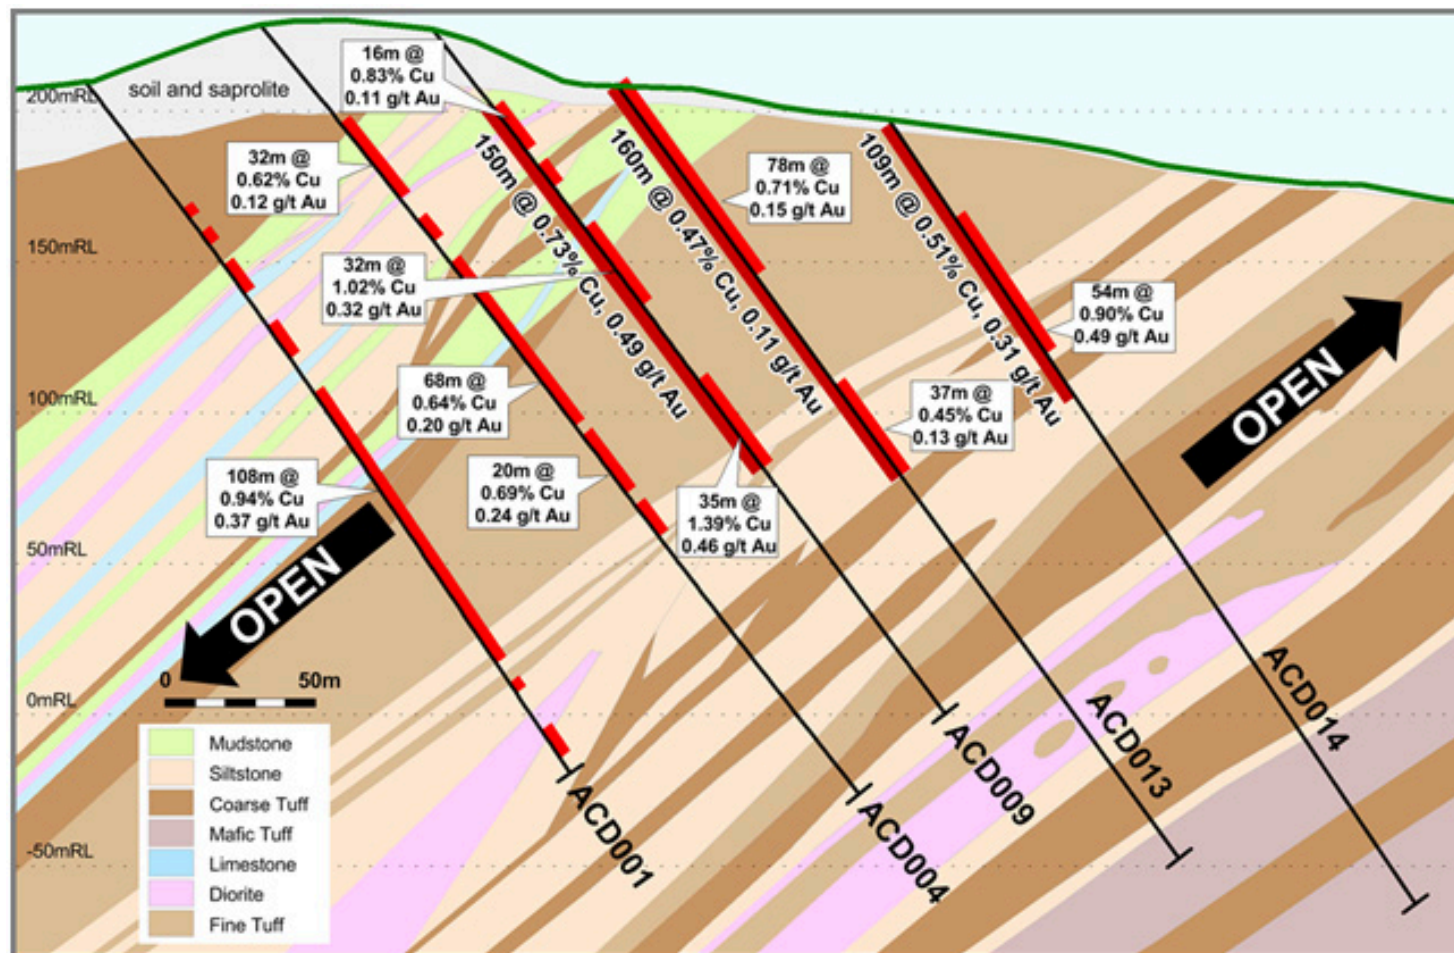 soil and saprolite
200mRL
150mRL
100mRL
50mRL
0mRL
-50mRL
16m @
0.83% Cu
0.11 g/t Au
32m @
0.62% Cu
0.12 g/t Au
78m @
0.71% Cu
0.15 g/t Au
32m @
1.02% Cu
0.32 g/t Au
54m @
0.90% Cu
0.49 g/t Au
68m @
0.64% Cu
0.20 g/t Au
37m @
0.45% Cu
0.13 g/t Au
108m @
0.94% Cu
0.37 g/t Au
20m @
0.69% Cu
0.24 g/t Au
35m @
1.39% Cu
0.46 g/t Au
150m @ 0.73% Cu, 0.49 g/t Au
160m @ 0.47% Cu, 0.11 g/t Au
109m @ 0.51% Cu, 0.31 g/t Au
OPEN
OPEN
0 50m
Mudstone
Siltstone
Coarse Tuff
Mafic Tuff
Limestone
Diorite
Fine Tuff
ACD001
ACD004
ACD009
ACD013
ACD014